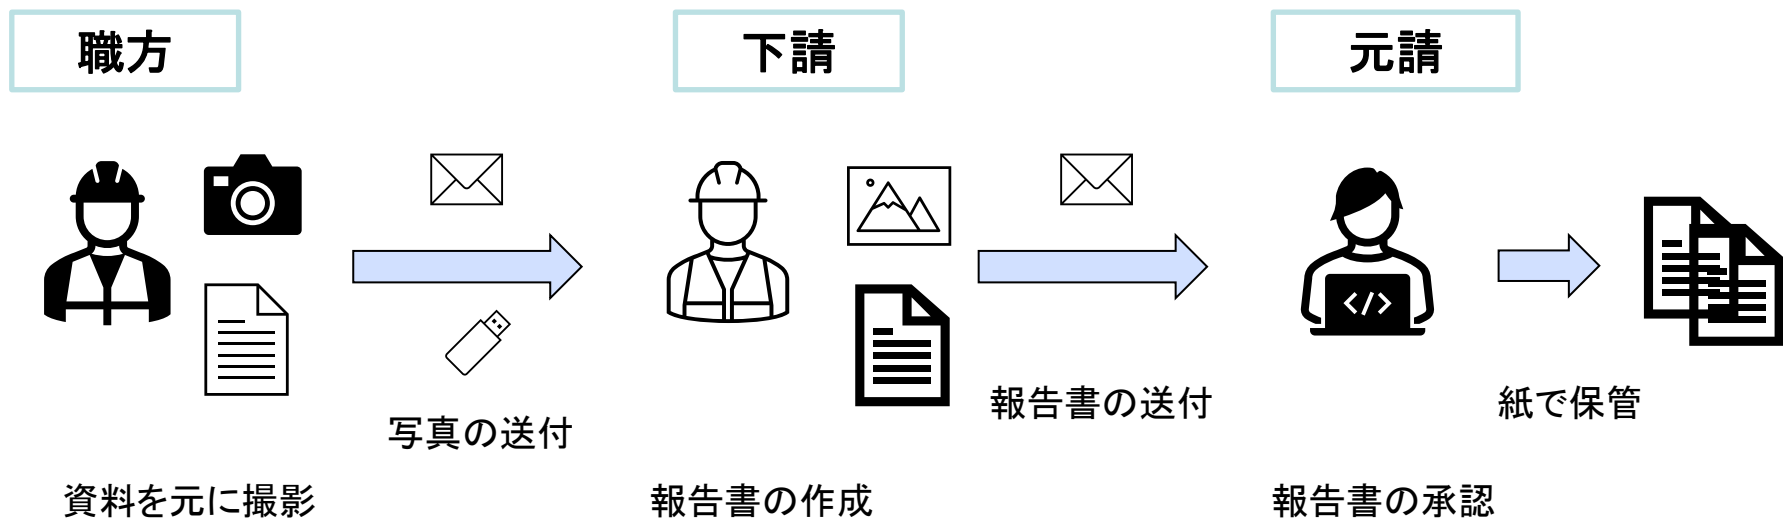 職方
下請
元請
写真の送付
報告書の送付
紙で保管
資料を元に撮影
報告書の作成
報告書の承認